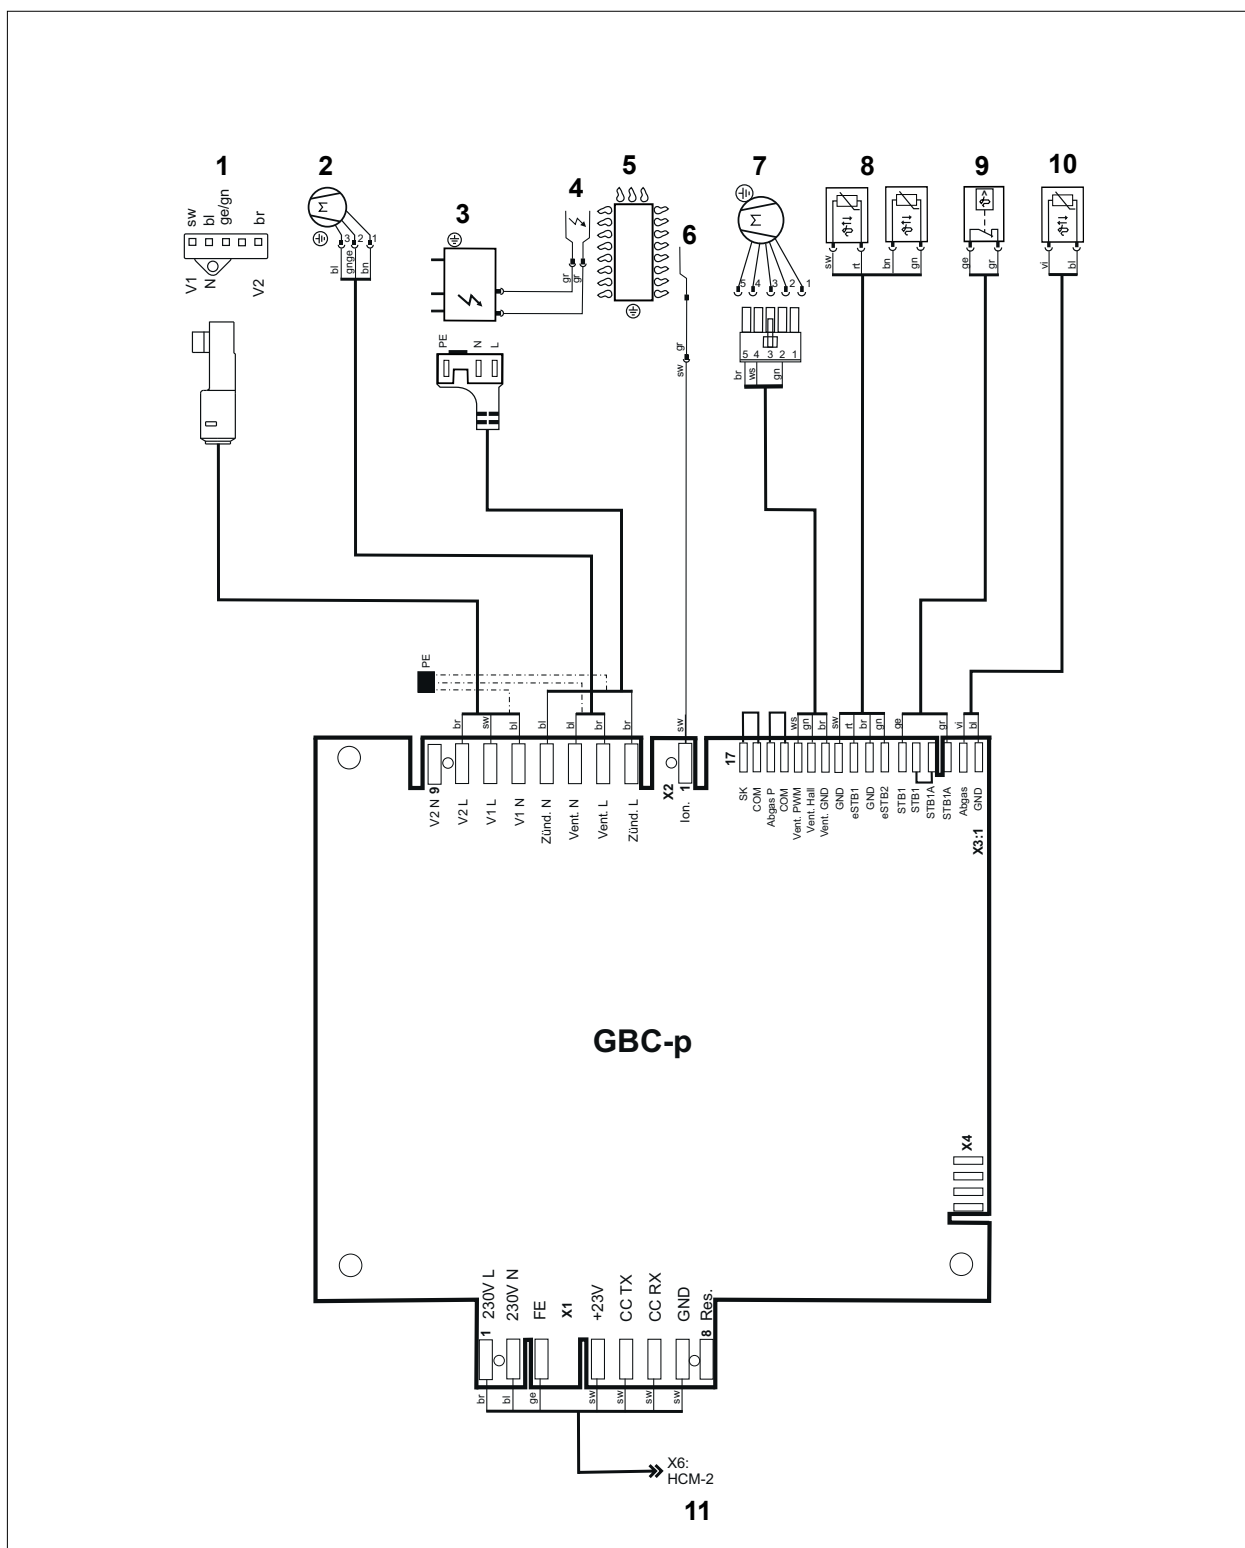 1
2
3
4
5
6
7
8
9
10
sw
bl
ge/gn
br
V1
N
V2
M
3 2 1
bl
gnge
bn
PE
N
L
gr
gr
gr
sw
M
5 4 3 2 1
5 4 3 2 1
br
ws
gn
sw
rt
bn
gn
ge
gr
vi
bl
PE
br
sw
bl
bl
bl
br
br
sw
ws
gn
br
sw
rt
br
gn
ge
gr
vi
bl
9
V2 N
V2 L
V1 L
V1 N
Zünd. N
Vent. N
Vent. L
Zünd. L
X2
1
Ion.
17
SK
COM
Abgas P
COM
Vent. PWM
Vent. Hall
Vent. GND
GND
eSTB1
GND
eSTB2
STB1
STB1
STB1A
STB1A
Abgas
GND
X3:1
GBC-p
X4
1
230V L
230V N
FE
X1
+23V
CC TX
CC RX
GND
8
Res.
br
bl
ge
sw
sw
sw
sw
X6:
HCM-2
11